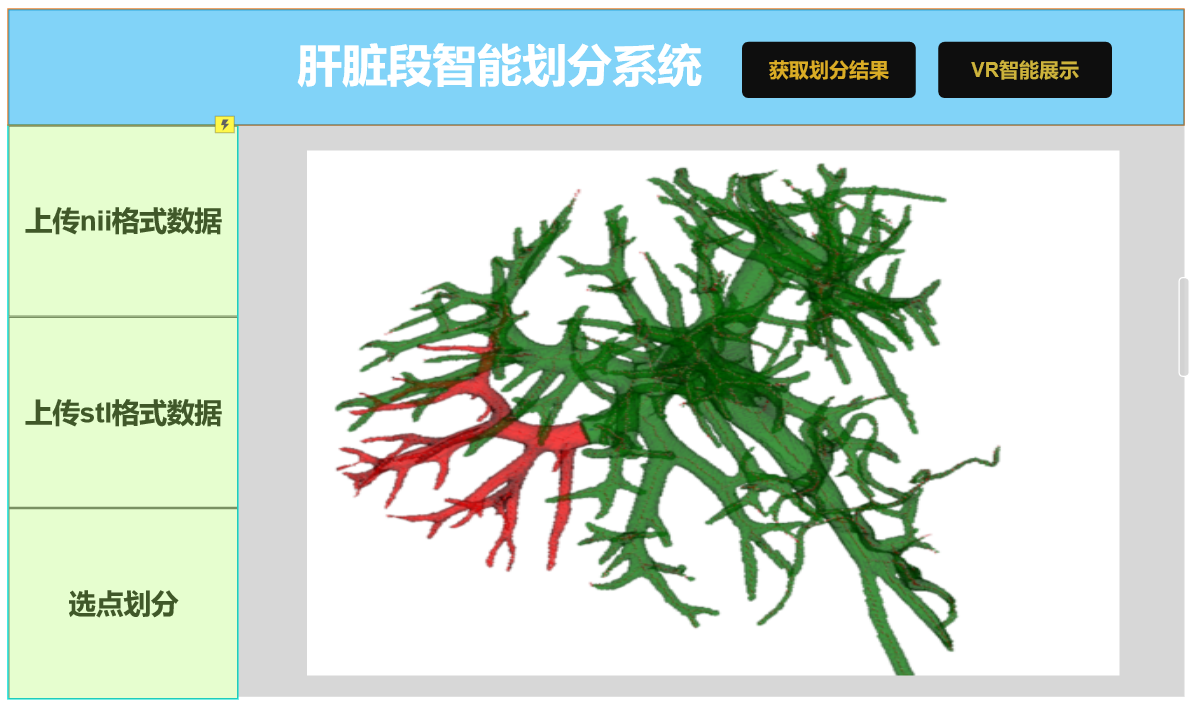 肝脏段智能划分系统
获取划分结果
VR智能展示
上传nii格式数据
上传stl格式数据
选点划分